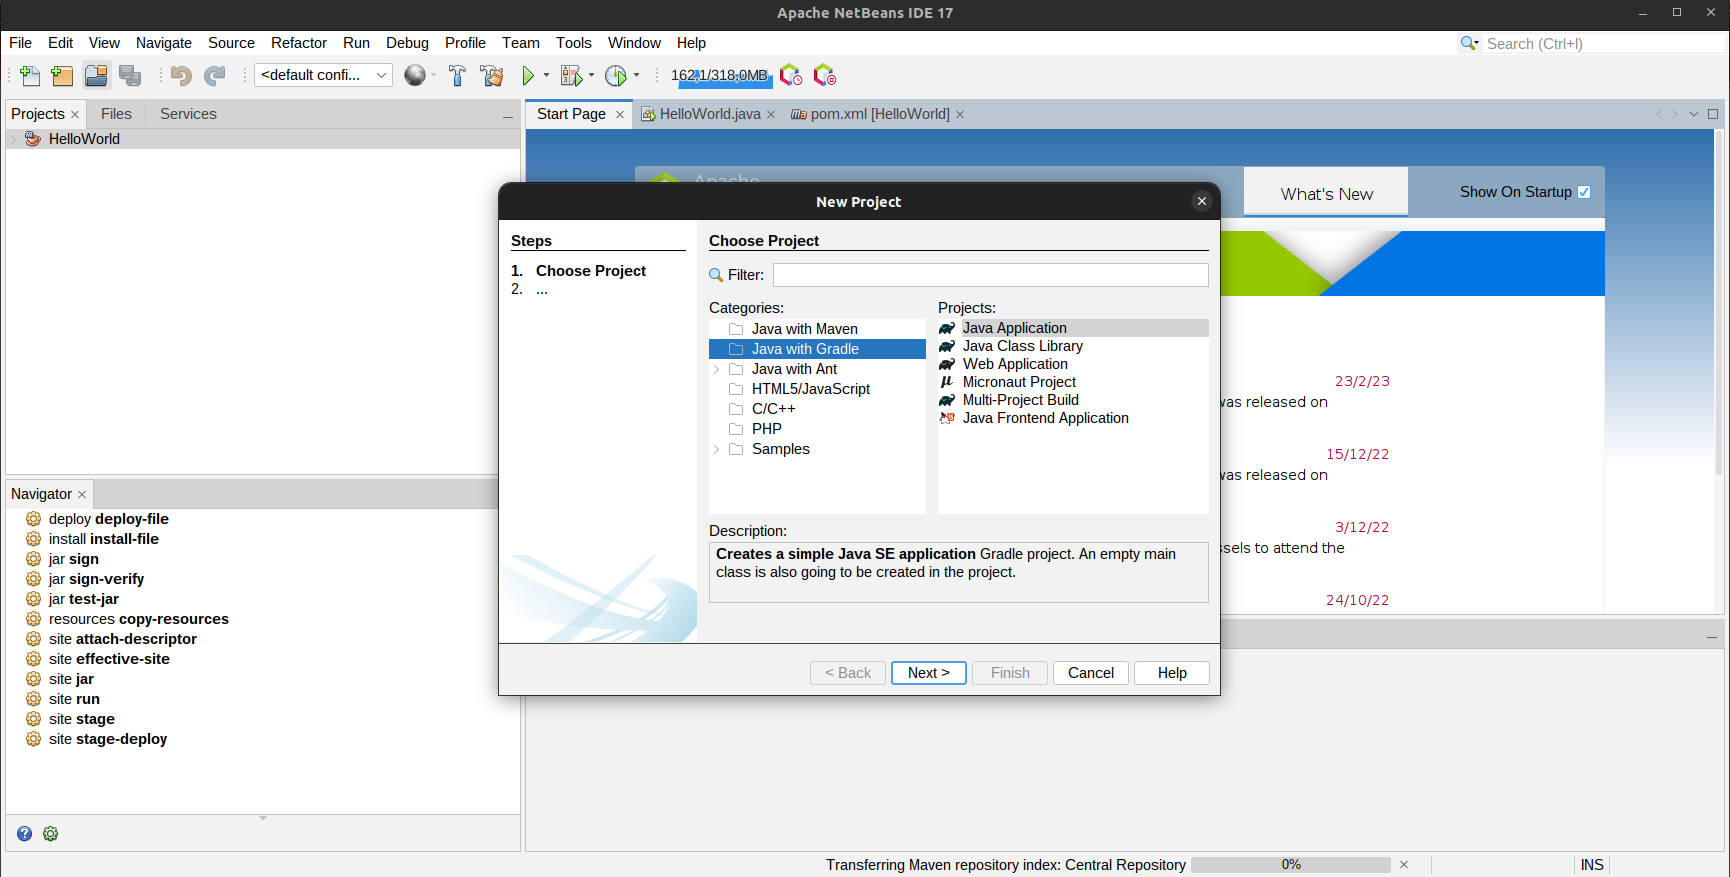 Apache NetBeans IDE 17
File Edit View Navigate Source Refactor Run Debug Profile Team Tools Window Help
Search (Ctrl+I)
<default confi...
162,1/318,0MB
Projects Files Services
HelloWorld
Start Page HelloWorld.java pom.xml [HelloWorld]
Apache
What's New
Show On Startup
23/2/23
was released on
15/12/22
was released on
3/12/22
ssels to attend the
24/10/22
New Project
Steps
1. Choose Project
2. ...
Choose Project
Filter:
Categories:
Java with Maven
Java with Gradle
Java with Ant
HTML5/JavaScript
C/C++
PHP
Samples
Projects:
Java Application
Java Class Library
Web Application
Micronaut Project
Multi-Project Build
Java Frontend Application
Description:
Creates a simple Java SE application Gradle project. An empty main
class is also going to be created in the project.
< Back Next > Finish Cancel Help
Navigator
deploy deploy-file
install install-file
jar sign
jar sign-verify
jar test-jar
resources copy-resources
site attach-descriptor
site effective-site
site jar
site run
site stage
site stage-deploy
Transferring Maven repository index: Central Repository 0% INS